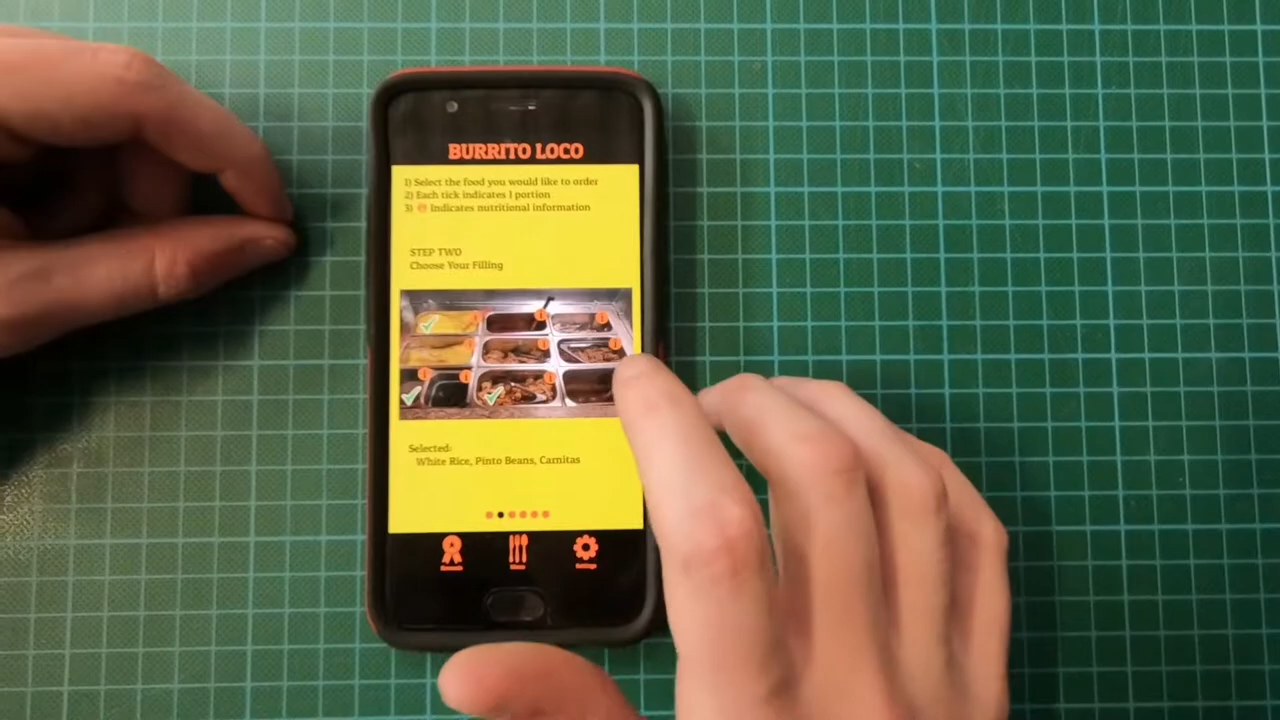 BURRITO LOCO
1) Select the food you would like to order
2) Each tick indicates 1 portion
3) Indicates nutritional information
STEP TWO
Choose Your Filling
Selected:
White Rice, Pinto Beans, Carnitas
Settings